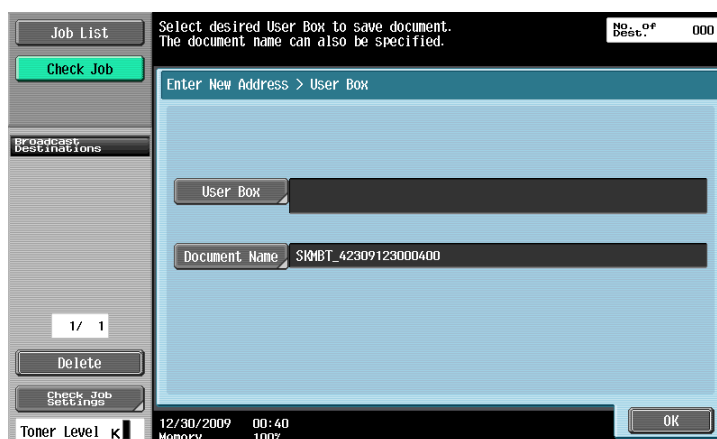 Job List
Check Job
Broadcast
Destinations
1/ 1
Delete
Check Job
Settings
Toner Level K
Select desired User Box to save document.
The document name can also be specified.
No. of
Dest. 000
Enter New Address > User Box
User Box
Document Name SKMBT_42309123000400
12/30/2009 00:40
Memory 100%
OK